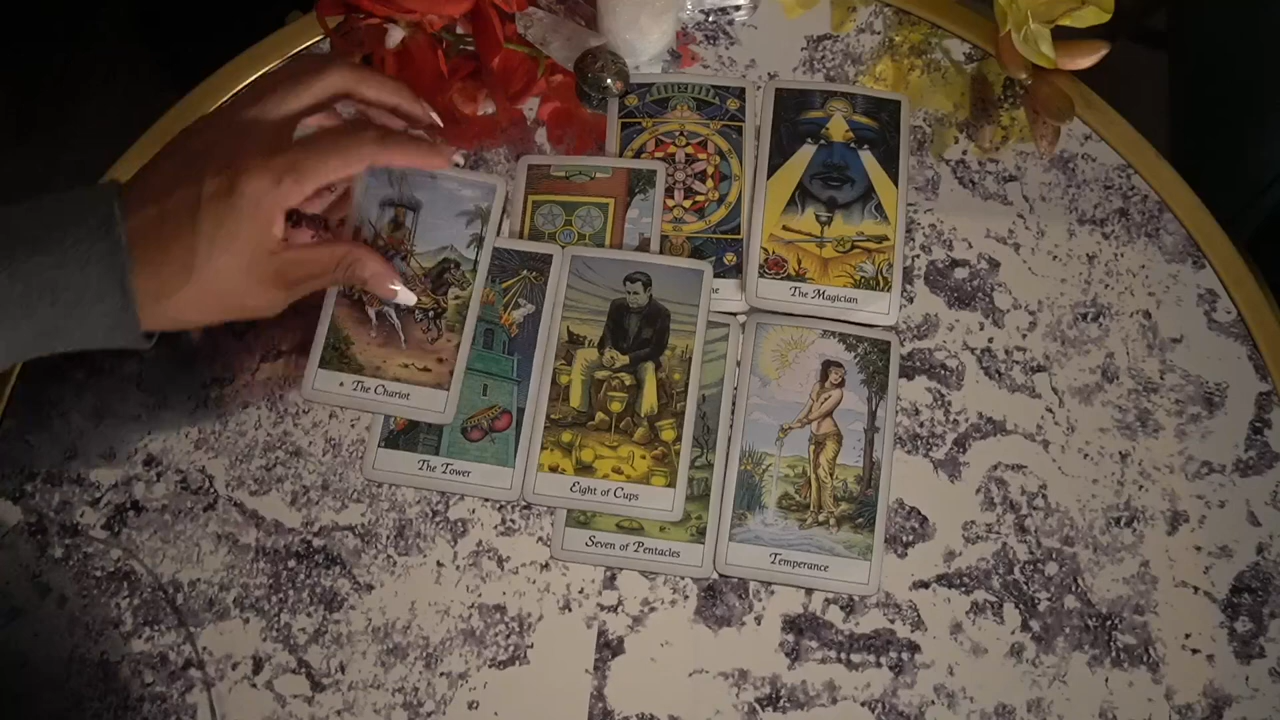 The Magician
The Chariot
The Tower
Eight of Cups
Seven of Pentacles
Temperance